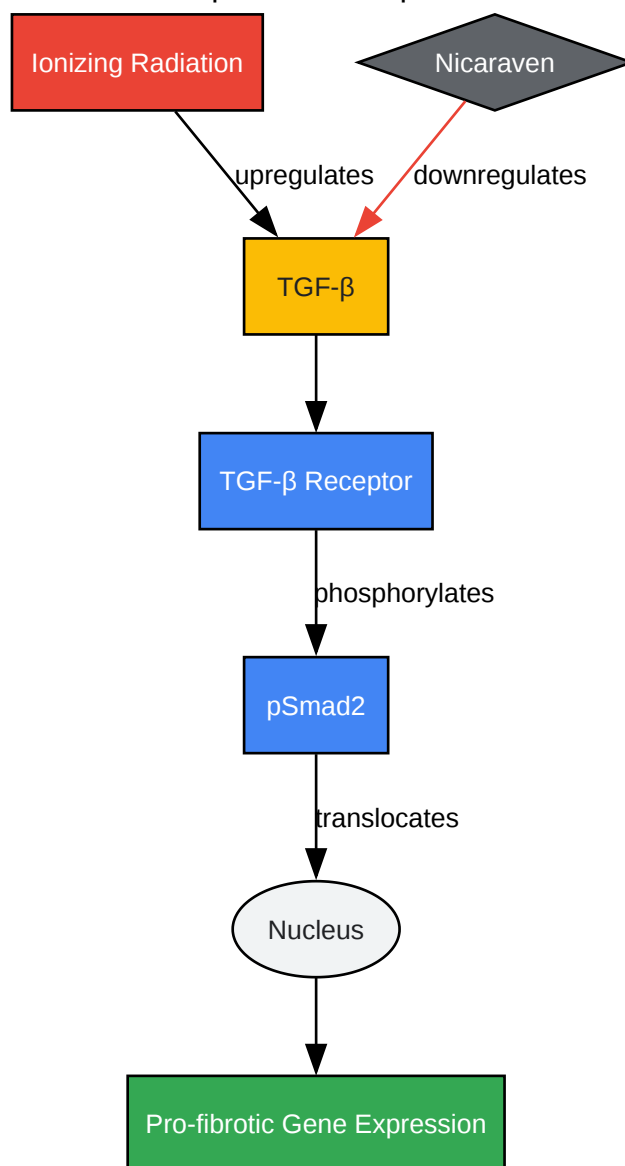 Ionizing Radiation
Nicaraven
upregulates
downregulates
TGF-β
TGF-β Receptor
phosphorylates
pSmad2
translocates
Nucleus
Pro-fibrotic Gene Expression